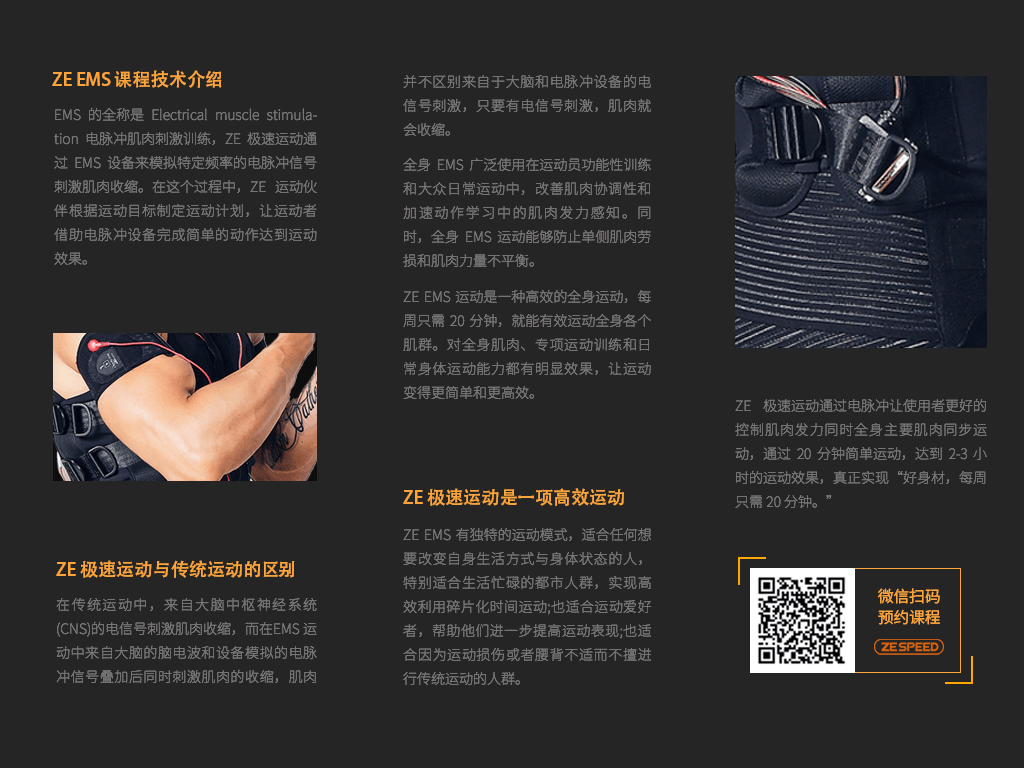 ZE EMS 课程技术介绍
EMS 的全称是 Electrical muscle stimula-
tion 电脉冲肌肉刺激训练，ZE 极速运动通
过 EMS 设备来模拟特定频率的电脉冲信号
刺激肌肉收缩。在这个过程中，ZE 运动伙
伴根据运动目标制定运动计划，让运动者
借助电脉冲设备完成简单的动作达到运动
效果。
ZE 极速运动与传统运动的区别
在传统运动中，来自大脑中枢神经系统
(CNS)的电信号刺激肌肉收缩，而在EMS 运
动中来自大脑的脑电波和设备模拟的电脉
冲信号叠加后同时刺激肌肉的收缩，肌肉
并不区别来自于大脑和电脉冲设备的电
信号刺激，只要有电信号刺激，肌肉就
会收缩。
全身 EMS 广泛使用在运动员功能性训练
和大众日常运动中，改善肌肉协调性和
加速动作学习中的肌肉发力感知。同
时，全身 EMS 运动能够防止单侧肌肉劳
损和肌肉力量不平衡。
ZE EMS 运动是一种高效的全身运动，每
周只需 20 分钟，就能有效运动全身各个
肌群。对全身肌肉、专项运动训练和日
常身体运动能力都有明显效果，让运动
变得更简单和更高效。
ZE 极速运动是一项高效运动
ZE EMS 有独特的运动模式，适合任何想
要改变自身生活方式与身体状态的人，
特别适合生活忙碌的都市人群，实现高
效利用碎片化时间运动;也适合运动爱好
者，帮助他们进一步提高运动表现;也适
合因为运动损伤或者腰背不适而不擅进
行传统运动的人群。
ZE 极速运动通过电脉冲让使用者更好的
控制肌肉发力同时全身主要肌肉同步运
动，通过 20 分钟简单运动，达到 2-3 小
时的运动效果，真正实现“好身材，每周
只需 20 分钟。”
微信扫码
预约课程
ZE SPEED